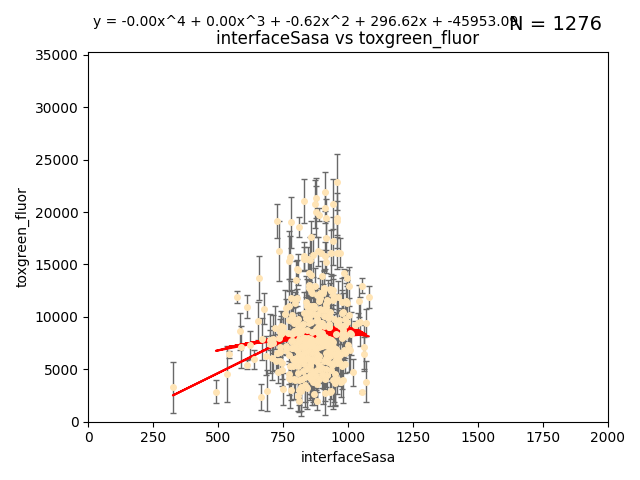 y = -0.00x^4 + 0.00x^3 + -0.62x^2 + 296.62x + -45953.09
N = 1276
interfaceSasa vs toxgreen_fluor
35000
30000
25000
20000
15000
10000
5000
0
toxgreen_fluor
0 250 500 750 1000 1250 1500 1750 2000
interfaceSasa